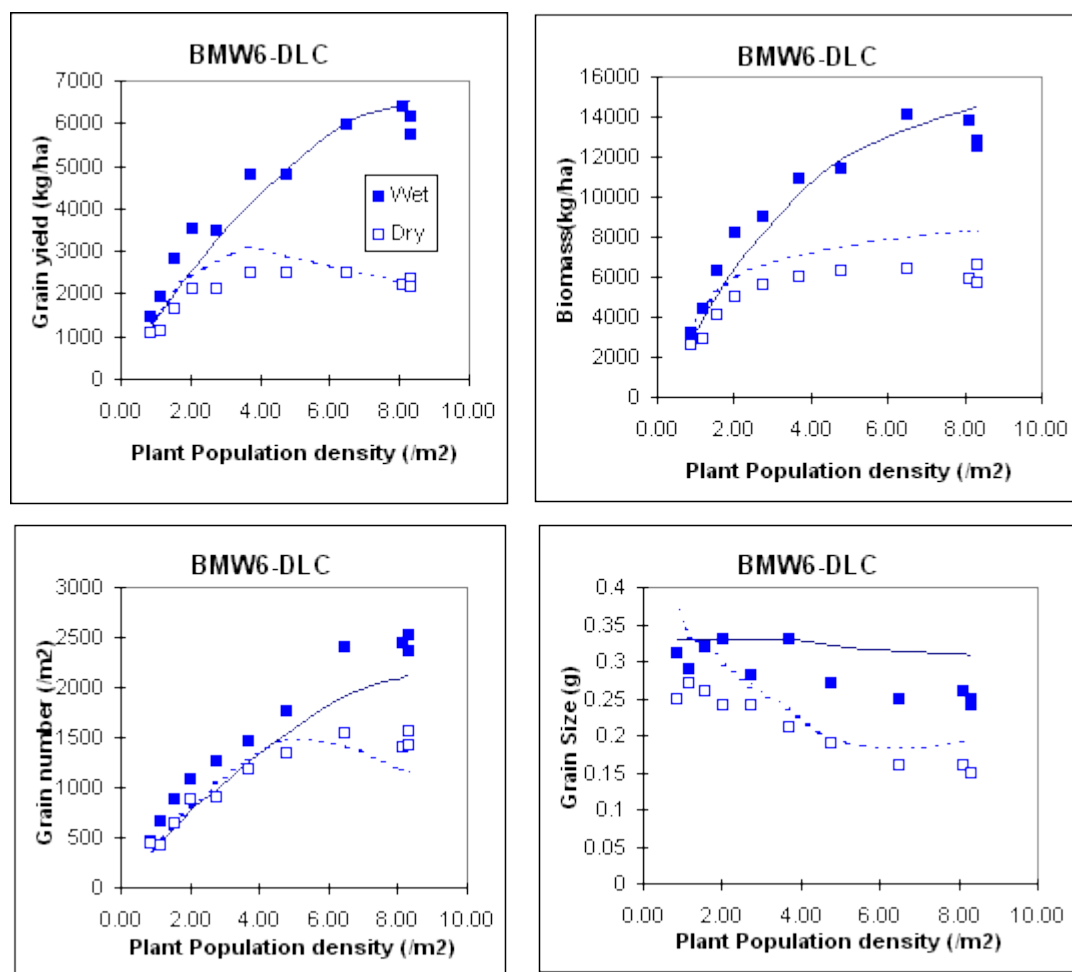 BMW6-DLC
7000
6000
5000
4000
3000
2000
1000
0
Grain yield (kg/ha)
Wet
Dry
0.00 2.00 4.00 6.00 8.00 10.00
Plant Population density (/m2)
BMW6-DLC
16000
14000
12000
10000
8000
6000
4000
2000
0
Biomass(kg/ha)
0.00 2.00 4.00 6.00 8.00 10.00
Plant Population density (/m2)
BMW6-DLC
3000
2500
2000
1500
1000
500
0
Grain number (/m2)
0.00 2.00 4.00 6.00 8.00 10.00
Plant Population density (/m2)
BMW6-DLC
0.4
0.35
0.3
0.25
0.2
0.15
0.1
0.05
0
Grain Size (g)
0.00 2.00 4.00 6.00 8.00 10.00
Plant Population density (/m2)